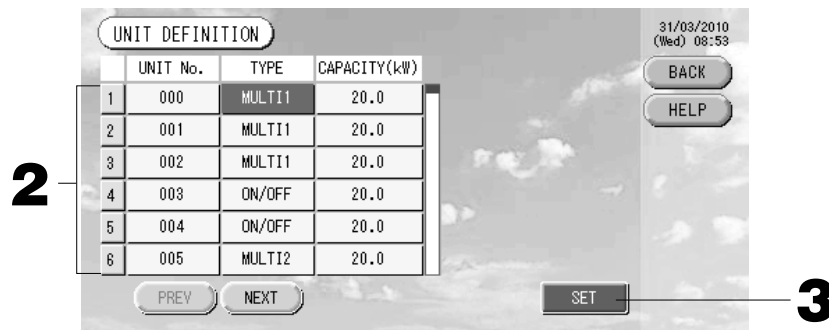 UNIT DEFINITION
31/03/2010
(Wed) 08:53
UNIT No. TYPE CAPACITY(kW)
BACK
1 000 MULTI1 20.0
HELP
2 001 MULTI1 20.0
3 002 MULTI1 20.0
2
4 003 ON/OFF 20.0
5 004 ON/OFF 20.0
6 005 MULTI2 20.0
PREV NEXT SET 3